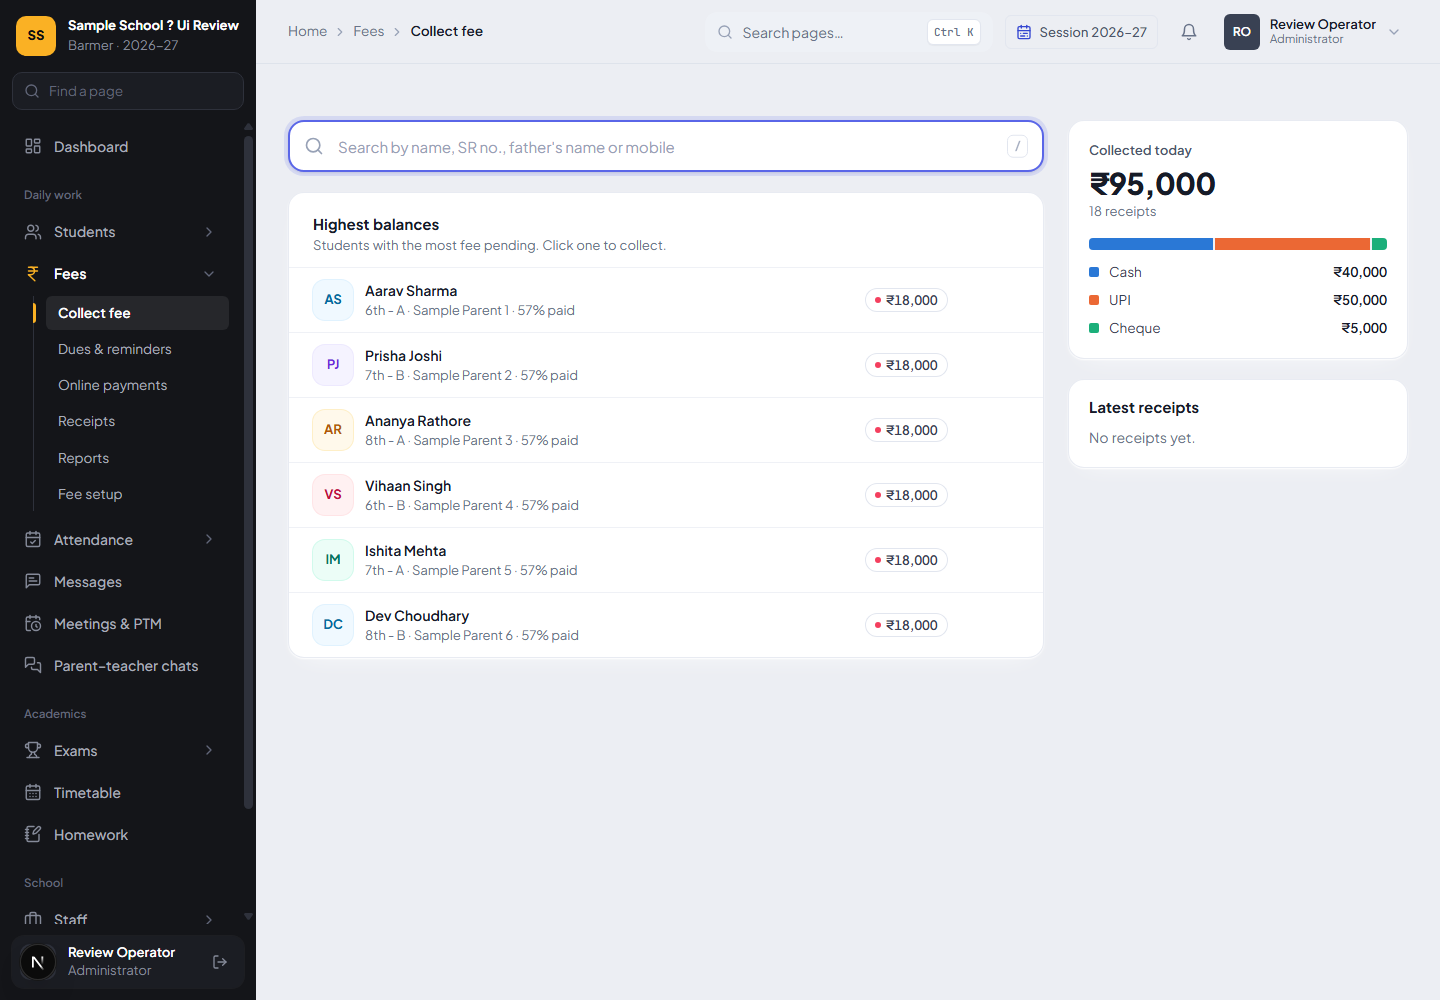 SS
Sample School ? Ui Review
Barmer · 2026-27
Find a page
Dashboard
Daily work
Students
Fees
Collect fee
Dues & reminders
Online payments
Receipts
Reports
Fee setup
Attendance
Messages
Meetings & PTM
Parent-teacher chats
Academics
Exams
Timetable
Homework
School
Staff
N
Review Operator
Administrator
Home
Fees
Collect fee
Search pages...
Ctrl K
Session 2026-27
RO
Review Operator
Administrator
Search by name, SR no., father's name or mobile
/
Highest balances
Students with the most fee pending. Click one to collect.
AS
Aarav Sharma
6th - A · Sample Parent 1 · 57% paid
₹18,000
PJ
Prisha Joshi
7th - B · Sample Parent 2 · 57% paid
₹18,000
AR
Ananya Rathore
8th - A · Sample Parent 3 · 57% paid
₹18,000
VS
Vihaan Singh
6th - B · Sample Parent 4 · 57% paid
₹18,000
IM
Ishita Mehta
7th - A · Sample Parent 5 · 57% paid
₹18,000
DC
Dev Choudhary
8th - B · Sample Parent 6 · 57% paid
₹18,000
Collected today
₹95,000
18 receipts
Cash ₹40,000
UPI ₹50,000
Cheque ₹5,000
Latest receipts
No receipts yet.